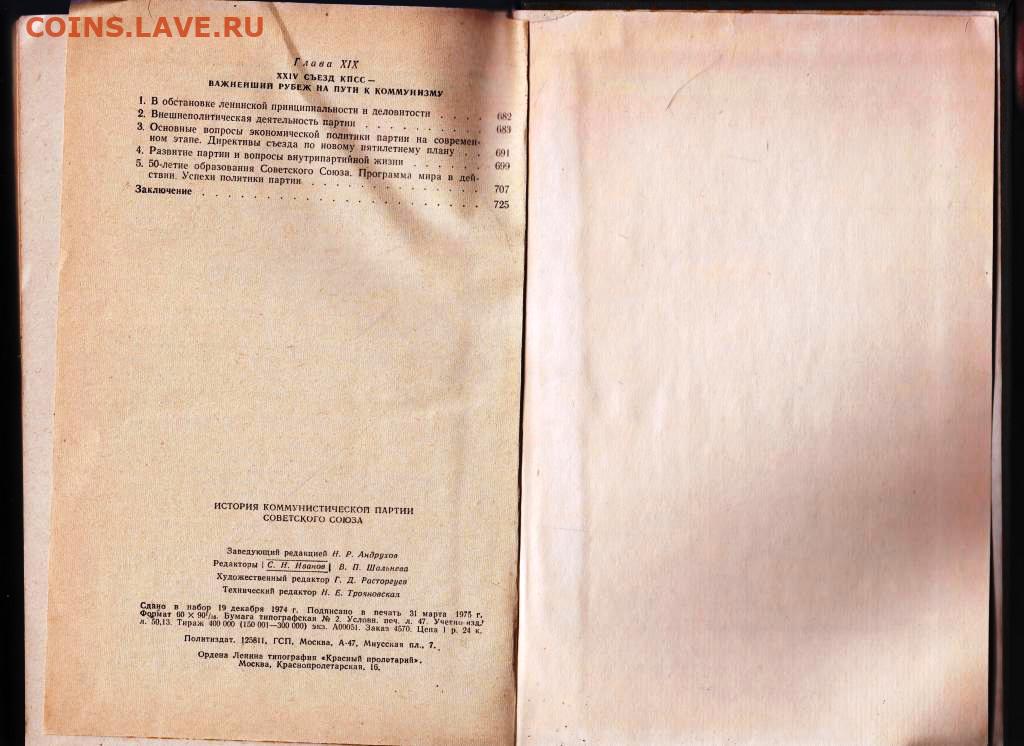 COINS.LAVE.RU
Глава XIX
XXIV СЪЕЗД КПСС —
ВАЖНЕЙШИЙ РУБЕЖ НА ПУТИ К КОММУНИЗМУ
1. В обстановке ленинской принципиальности и деловитости . . . . 682
2. Внешнеполитическая деятельность партии . . . . . . . . . . 683
3. Основные вопросы экономической политики партии на современ-
ном этапе. Директивы съезда по новому пятилетнему плану . . 691
4. Развитие партии и вопросы внутрипартийной жизни . . . . . . 699
5. 50-летие образования Советского Союза. Программа мира в дей-
ствии. Успехи политики партии . . . . . . . . . . . . . . 707
Заключение . . . . . . . . . . . . . . . . . . . . . . 725
ИСТОРИЯ КОММУНИСТИЧЕСКОЙ ПАРТИИ
СОВЕТСКОГО СОЮЗА
Заведующий редакцией Н. Р. Андрухов
Редакторы С. Н. Иванов, В. П. Шальнева
Художественный редактор Г. Д. Расторгуев
Технический редактор Н. Е. Трояновская
Сдано в набор 19 декабря 1974 г. Подписано в печать 31 марта 1975 г.
Формат 60 × 90 1/16. Бумага типографская № 2. Условн. печ. л. 47. Учетно-изд.
л. 50,13. Тираж 400 000 (150 001—300 000) экз. А00051. Заказ 4570. Цена 1 р. 24 к.
Политиздат. 125811, ГСП, Москва, А-47, Миусская пл., 7.
Ордена Ленина типография «Красный пролетарий».
Москва, Краснопролетарская, 16.